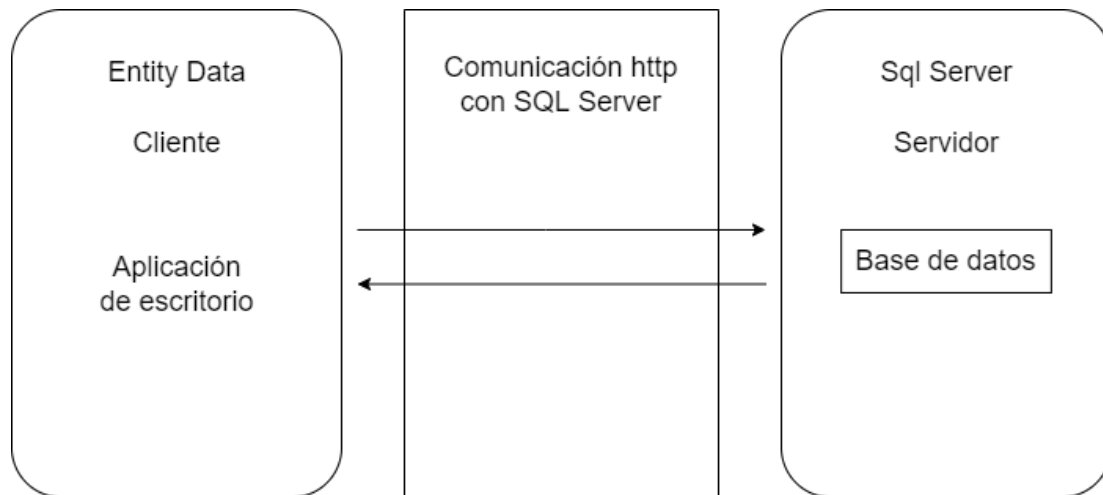 Entity Data
Cliente
Aplicación
de escritorio
Comunicación http
con SQL Server
Sql Server
Servidor
Base de datos